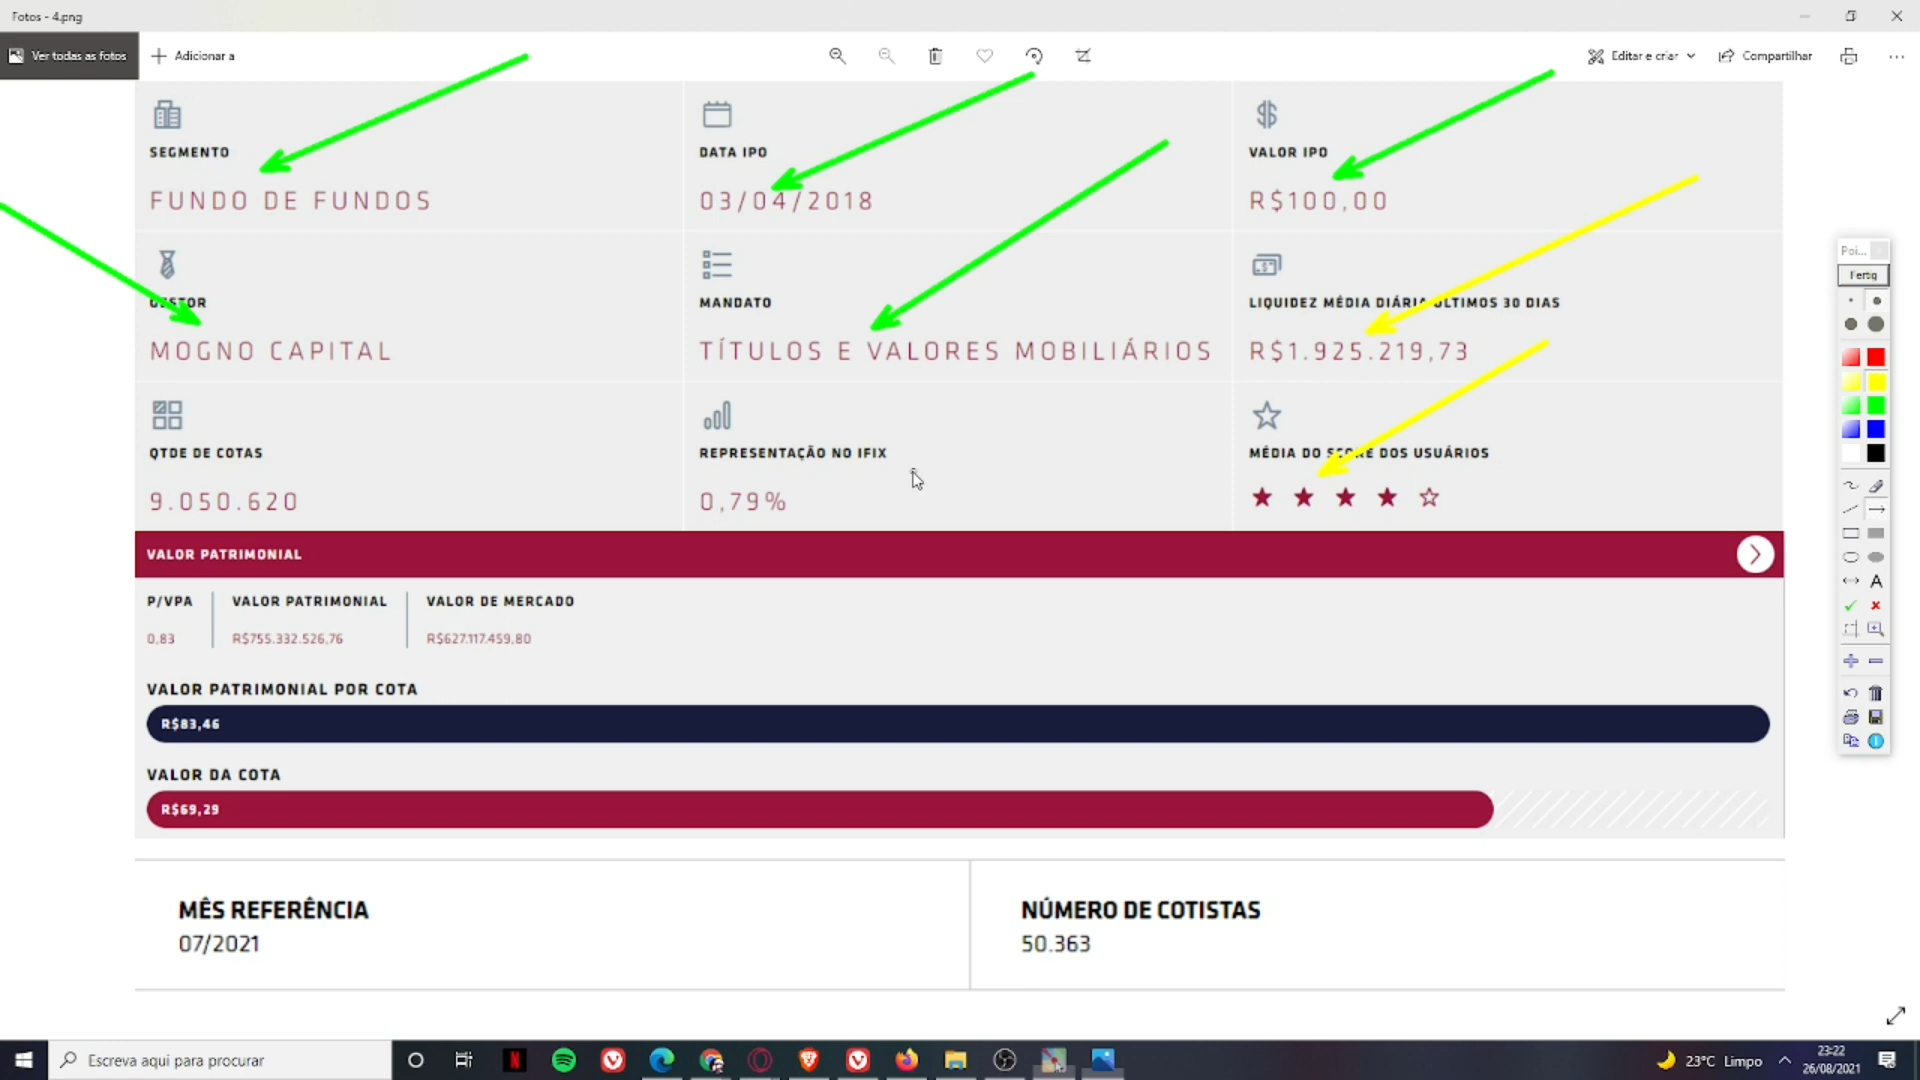 Fotos - 4.png
Ver todas as fotos
Adicionar a
Editar e criar
Compartilhar
SEGMENTO
DATA IPO
VALOR IPO
FUNDO DE FUNDOS
03/04/2018
R$100,00
GESTOR
MANDATO
LIQUIDEZ MÉDIA DIÁRIA ÚLTIMOS 30 DIAS
MOGNO CAPITAL
TÍTULOS E VALORES MOBILIÁRIOS
R$1.925.219,73
QTDE DE COTAS
REPRESENTAÇÃO NO IFIX
MÉDIA DO SCORE DOS USUÁRIOS
9.050.620
0,79%
VALOR PATRIMONIAL
P/VPA
VALOR PATRIMONIAL
VALOR DE MERCADO
0,83
R$755.332.526,76
R$627.117.459,80
VALOR PATRIMONIAL POR COTA
R$83,46
VALOR DA COTA
R$69,29
MÊS REFERÊNCIA
NÚMERO DE COTISTAS
07/2021
50.363
Poi...
Fertig
A
Escreva aqui para procurar
23°C Limpo
23:22
26/08/2021